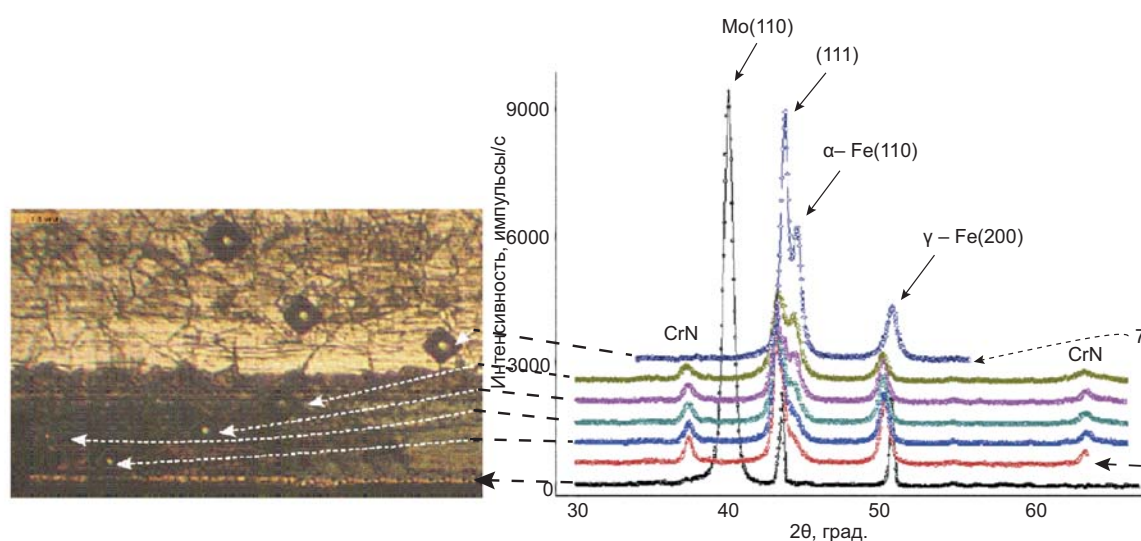 Mo(110)
(111)
α– Fe(110)
γ – Fe(200)
CrN
CrN
Интенсивность, импульсы/с
9000
6000
3000
0
30
40
50
60
2θ, град.
7